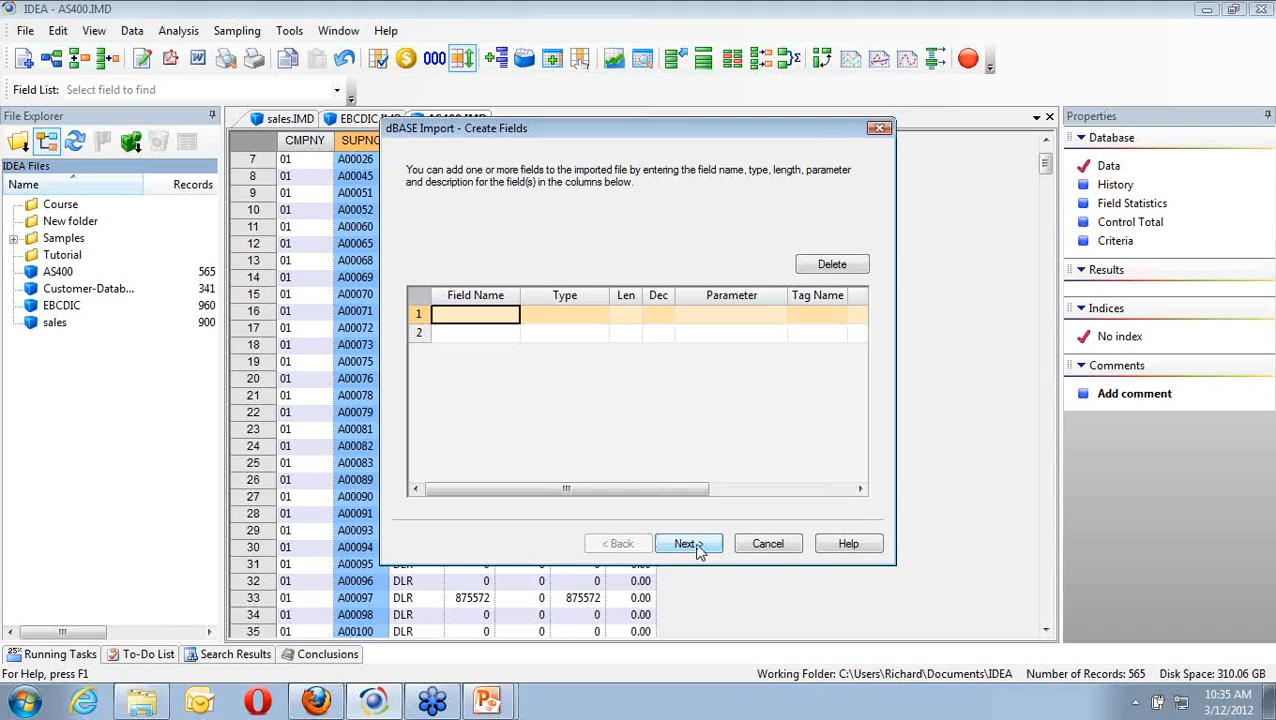 IDEA - AS400.IMD
File Edit View Data Analysis Sampling Tools Window Help
Field List: Select field to find
File Explorer
IDEA Files
Name Records
Course
New folder
Samples
Tutorial
AS400 565
Customer-Datab... 341
EBCDIC 960
sales 900
sales.IMD EBCDIC.IMD AS400.IMD
CMPNY SUPNO
7 01 A00026
8 01 A00045
9 01 A00051
10 01 A00052
11 01 A00060
12 01 A00065
13 01 A00068
14 01 A00069
15 01 A00070
16 01 A00071
17 01 A00072
18 01 A00073
19 01 A00075
20 01 A00076
21 01 A00078
22 01 A00079
23 01 A00081
24 01 A00082
25 01 A00083
26 01 A00089
27 01 A00090
28 01 A00091
29 01 A00093
30 01 A00094
31 01 A00095 DLR 0 0 0 0.00
32 01 A00096 DLR 0 0 0 0.00
33 01 A00097 DLR 875572 0 875572 0.00
34 01 A00098 DLR 0 0 0 0.00
35 01 A00100 DLR 0 0 0 0.00
dBASE Import - Create Fields
You can add one or more fields to the imported file by entering the field name, type, length, parameter
and description for the field(s) in the columns below.
Delete
Field Name Type Len Dec Parameter Tag Name
1
2
< Back Next > Cancel Help
Properties
Database
Data
History
Field Statistics
Control Total
Criteria
Results
Indices
No index
Comments
Add comment
Running Tasks To-Do List Search Results Conclusions
For Help, press F1 Working Folder: C:\Users\Richard\Documents\IDEA Number of Records: 565 Disk Space: 310.06 GB
10:35 AM
3/12/2012